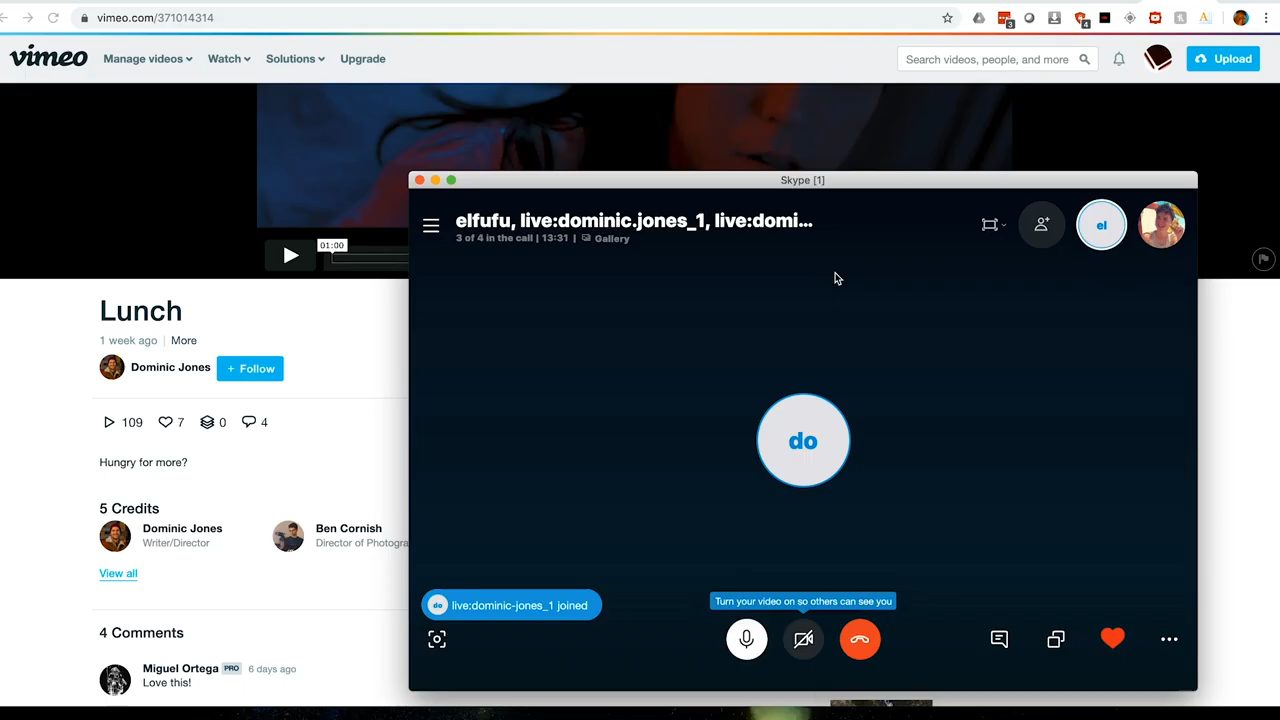 vimeo.com/371014314
3
4
vimeo
Manage videos
Watch
Solutions
Upgrade
Search videos, people, and more
Upload
01:00
Lunch
1 week ago
More
Dominic Jones
+ Follow
109
7
0
4
Hungry for more?
5 Credits
Dominic Jones
Writer/Director
Ben Cornish
Director of Photogra
View all
4 Comments
Miguel Ortega PRO 6 days ago
Love this!
Skype [1]
elfufu, live:dominic.jones_1, live:domi...
3 of 4 in the call | 13:31 | Gallery
el
do
do live:dominic-jones_1 joined
Turn your video on so others can see you